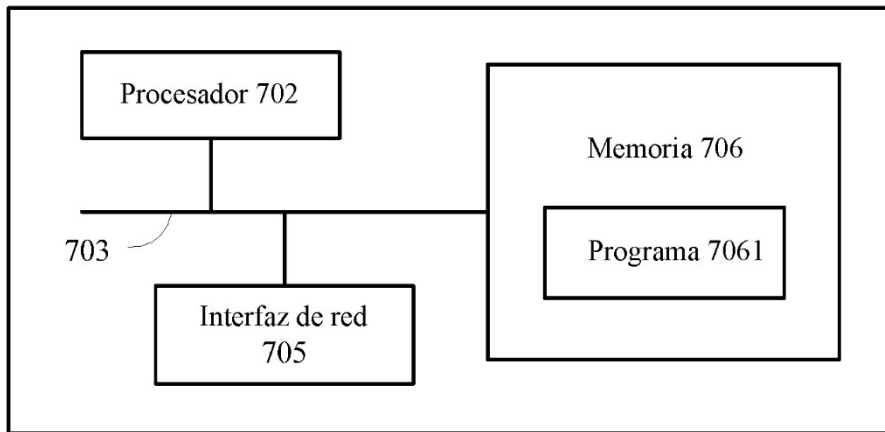 Procesador 702
Memoria 706
Programa 7061
703
Interfaz de red
705